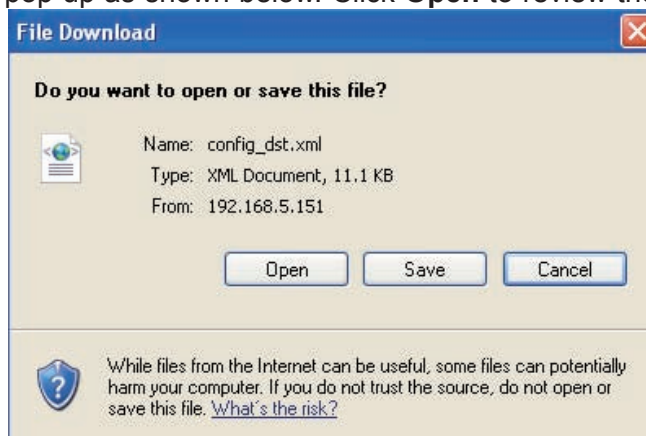 pop up as shown below. Click Open to review the
File Download
Do you want to open or save this file?
Name: config_dst.xml
Type: XML Document, 11.1 KB
From: 192.168.5.151
Open Save Cancel
While files from the Internet can be useful, some files can potentially
harm your computer. If you do not trust the source, do not open or
save this file. What's the risk?